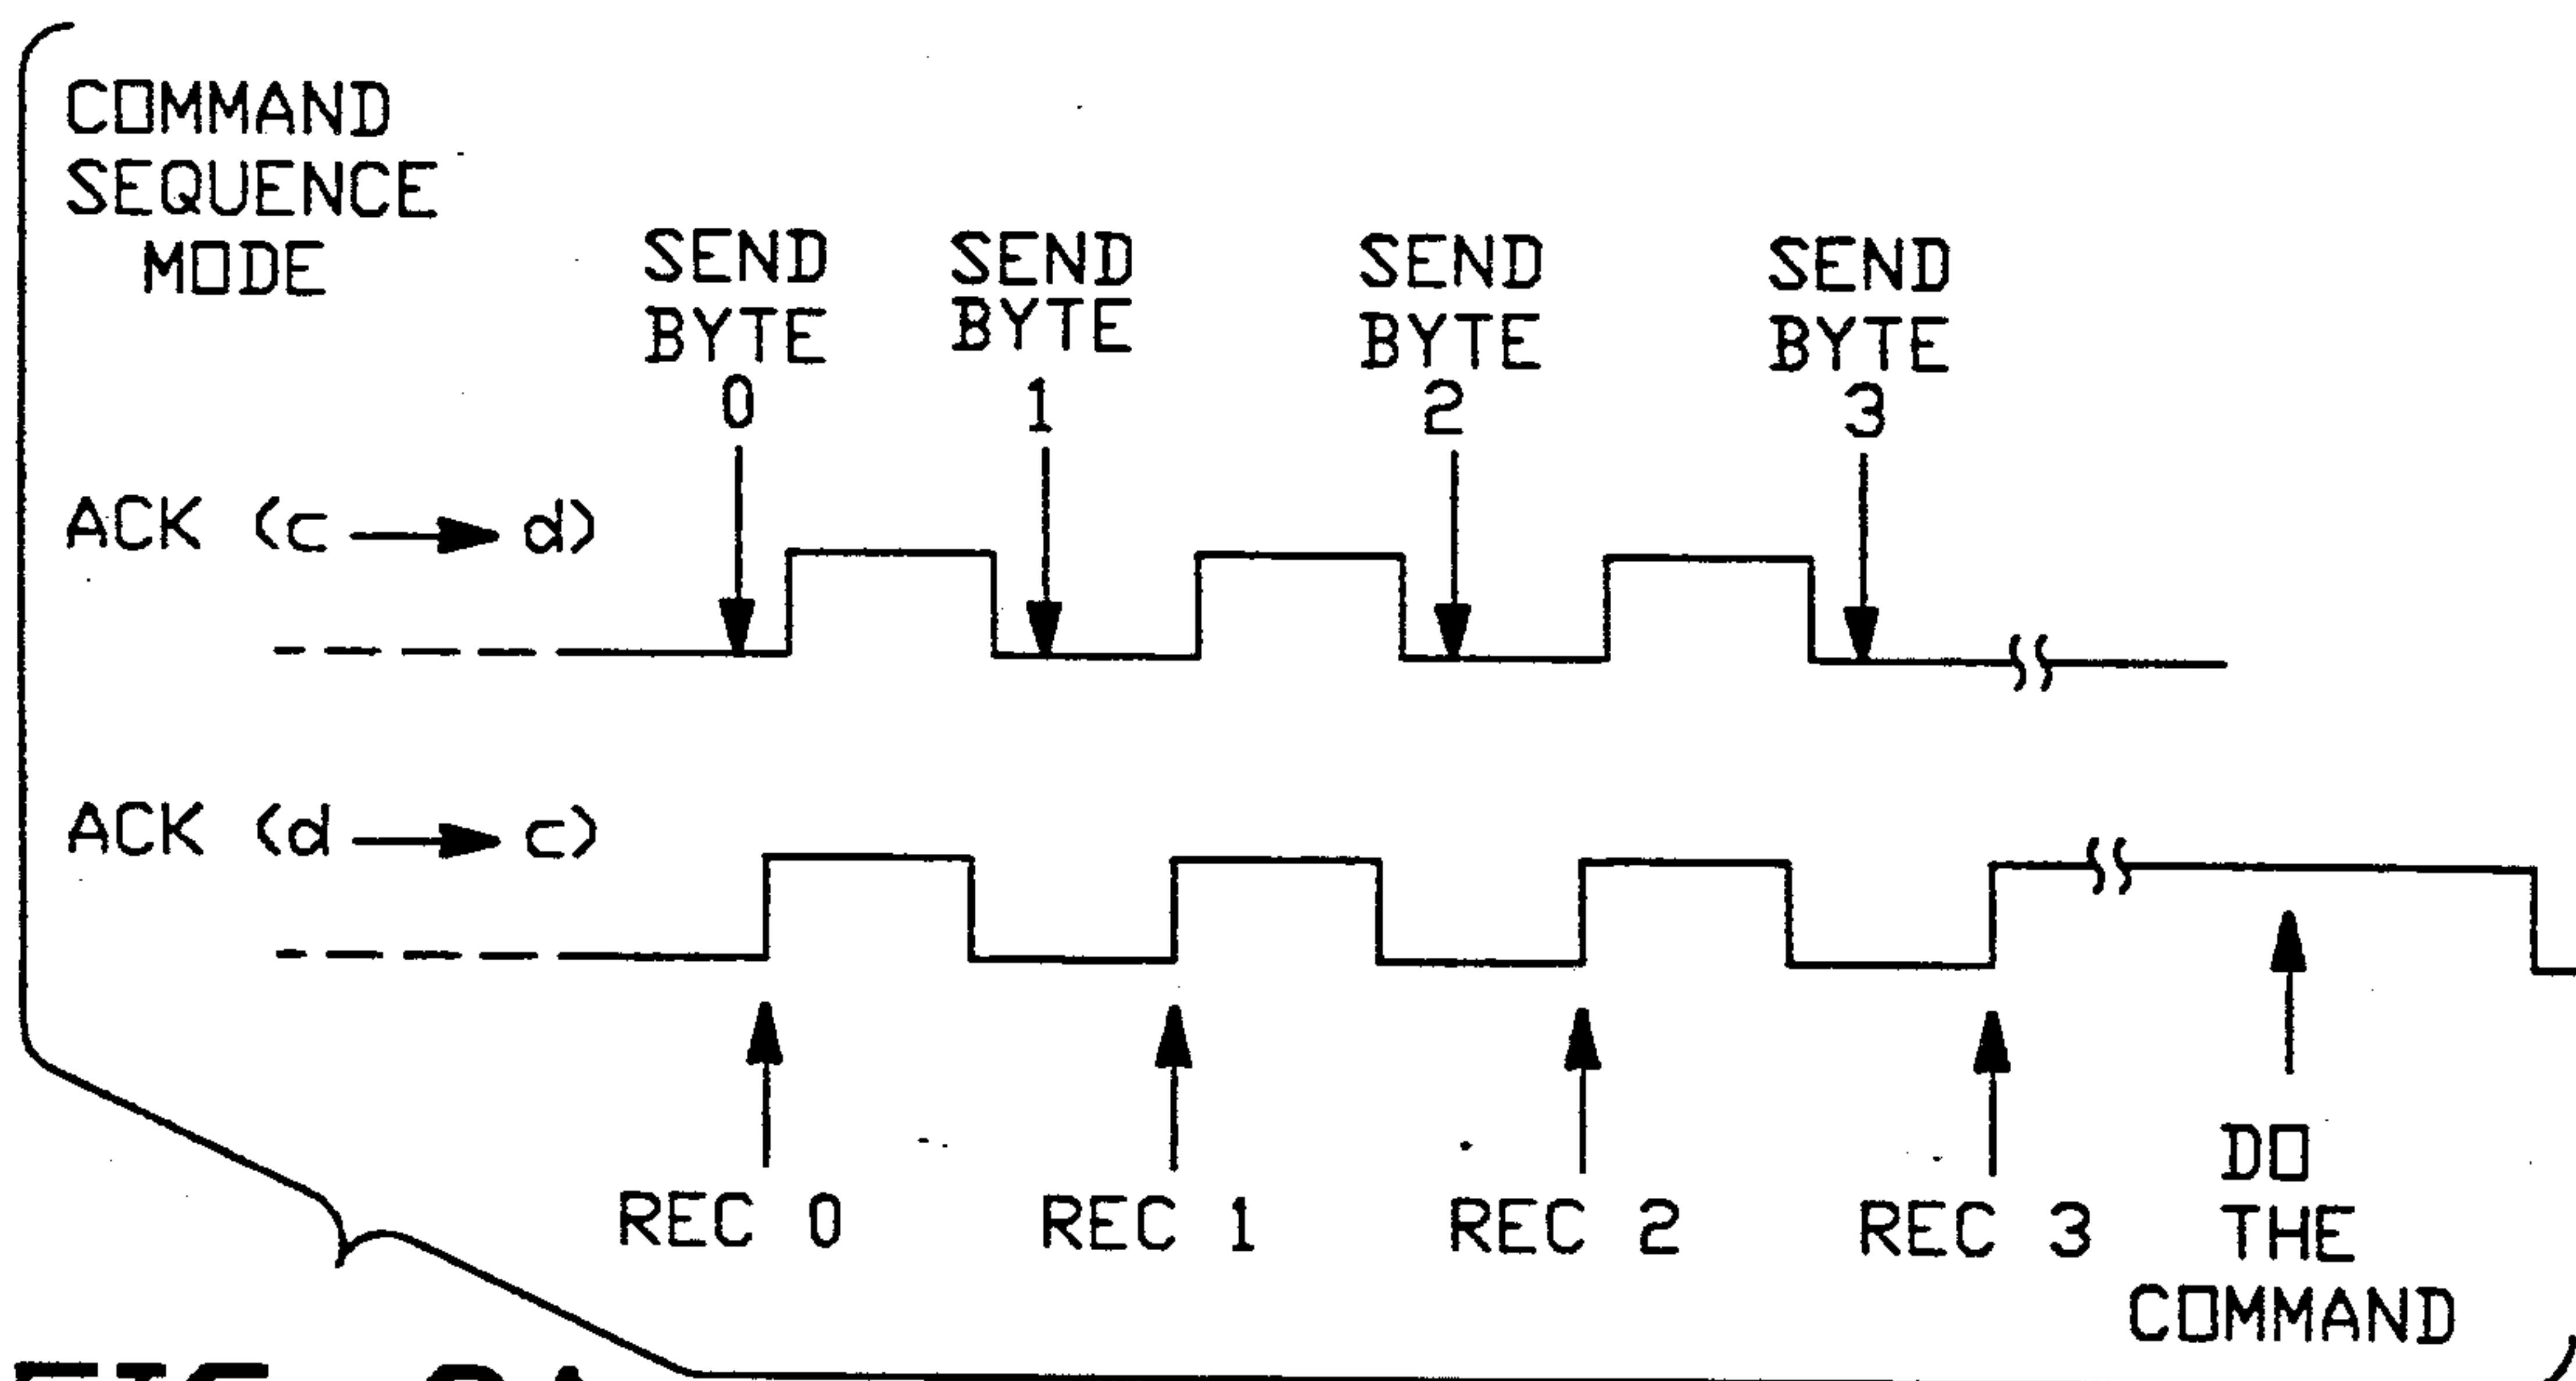 COMMAND
SEQUENCE
MODE
SEND
BYTE
0
SEND
BYTE
1
SEND
BYTE
2
SEND
BYTE
3
ACK (c → d)
ACK (d → c)
REC 0
REC 1
REC 2
REC 3
DO
THE
COMMAND